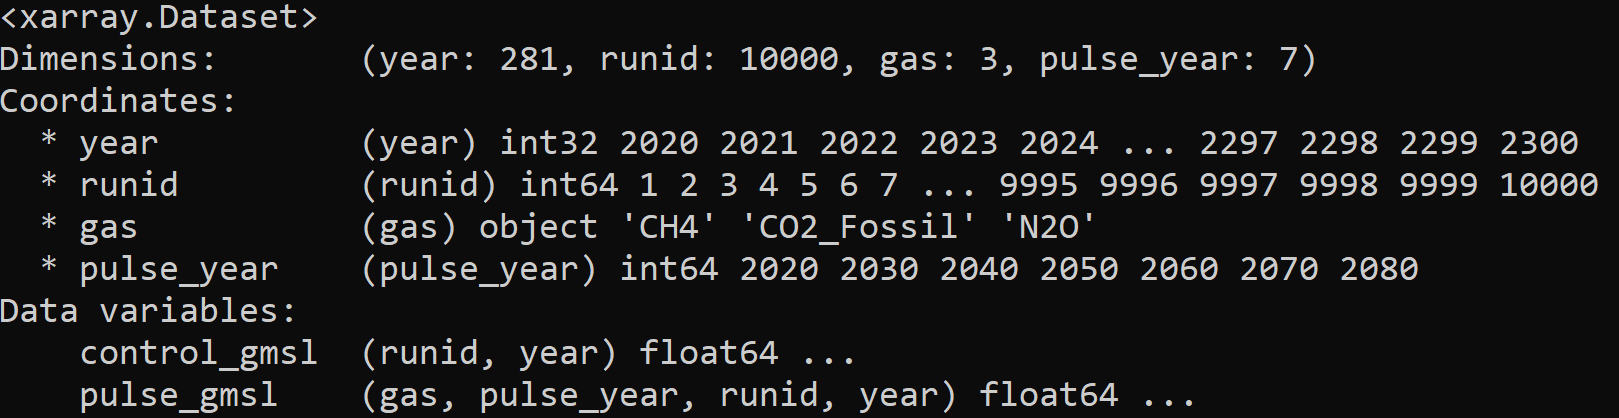 <xarray.Dataset>
Dimensions:       (year: 281, runid: 10000, gas: 3, pulse_year: 7)
Coordinates:
  * year          (year) int32 2020 2021 2022 2023 2024 ... 2297 2298 2299 2300
  * runid         (runid) int64 1 2 3 4 5 6 7 ... 9995 9996 9997 9998 9999 10000
  * gas           (gas) object 'CH4' 'CO2_Fossil' 'N2O'
  * pulse_year    (pulse_year) int64 2020 2030 2040 2050 2060 2070 2080
Data variables:
    control_gmsl  (runid, year) float64 ...
    pulse_gmsl    (gas, pulse_year, runid, year) float64 ...